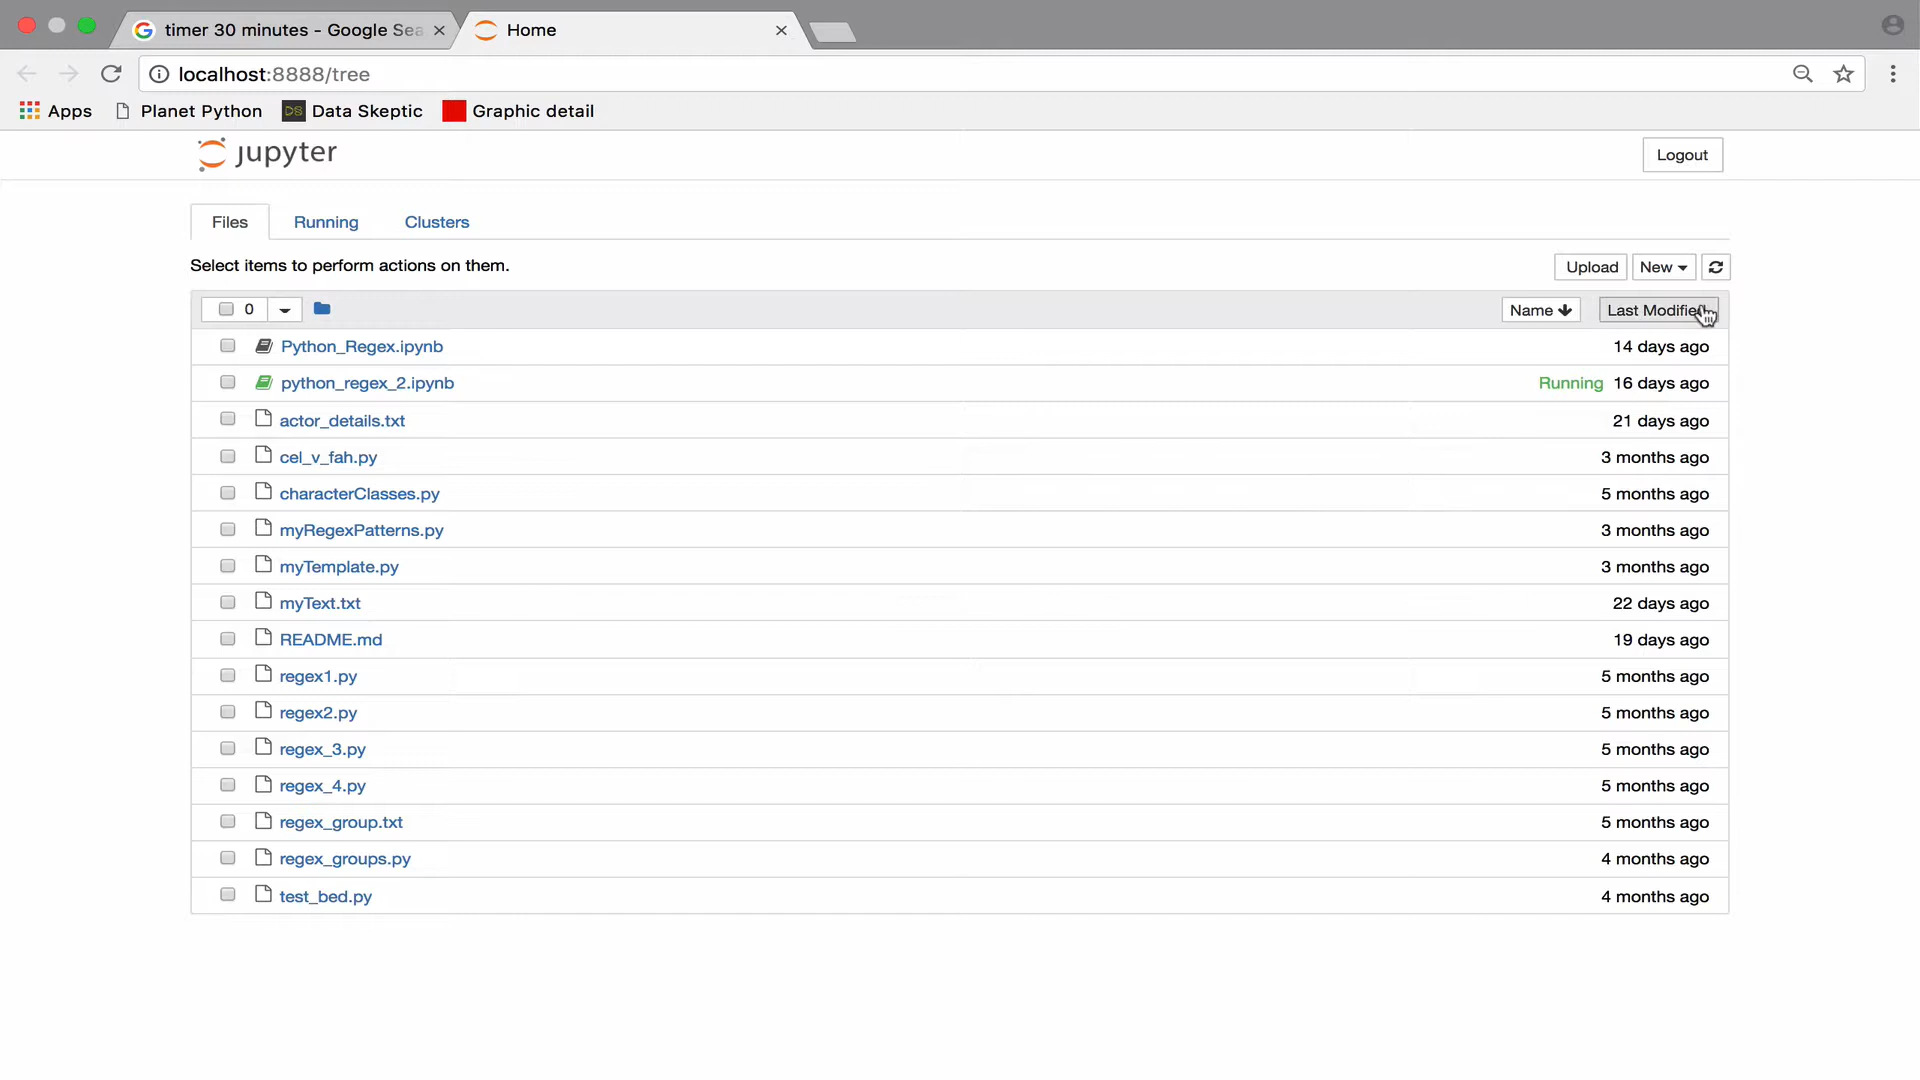 timer 30 minutes - Google Sea
Home
localhost:8888/tree
Apps
Planet Python
DS
Data Skeptic
Graphic detail
jupyter
Logout
Files
Running
Clusters
Select items to perform actions on them.
Upload
New
0
Name
Last Modified
Python_Regex.ipynb
14 days ago
python_regex_2.ipynb
Running
16 days ago
actor_details.txt
21 days ago
cel_v_fah.py
3 months ago
characterClasses.py
5 months ago
myRegexPatterns.py
3 months ago
myTemplate.py
3 months ago
myText.txt
22 days ago
README.md
19 days ago
regex1.py
5 months ago
regex2.py
5 months ago
regex_3.py
5 months ago
regex_4.py
5 months ago
regex_group.txt
5 months ago
regex_groups.py
4 months ago
test_bed.py
4 months ago